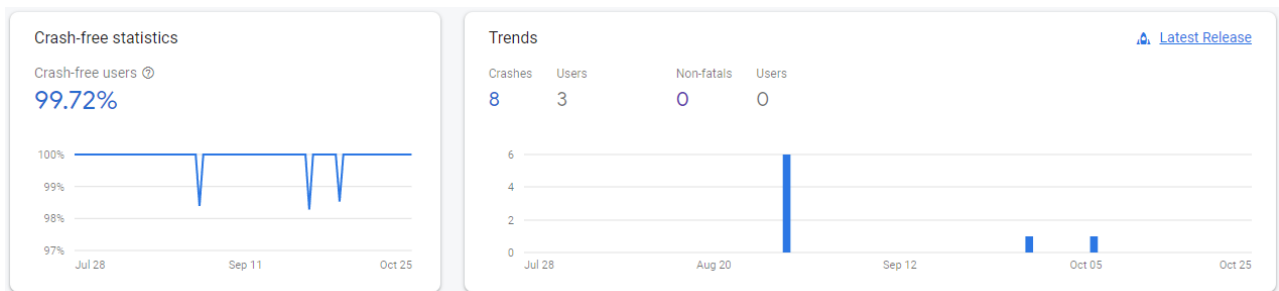 Crash-free statistics
Crash-free users
99.72%
100%
99%
98%
97%
Jul 28 Sep 11 Oct 25
Trends
Latest Release
Crashes Users Non-fatals Users
8 3 0 0
6
4
2
0
Jul 28 Aug 20 Sep 12 Oct 05 Oct 25